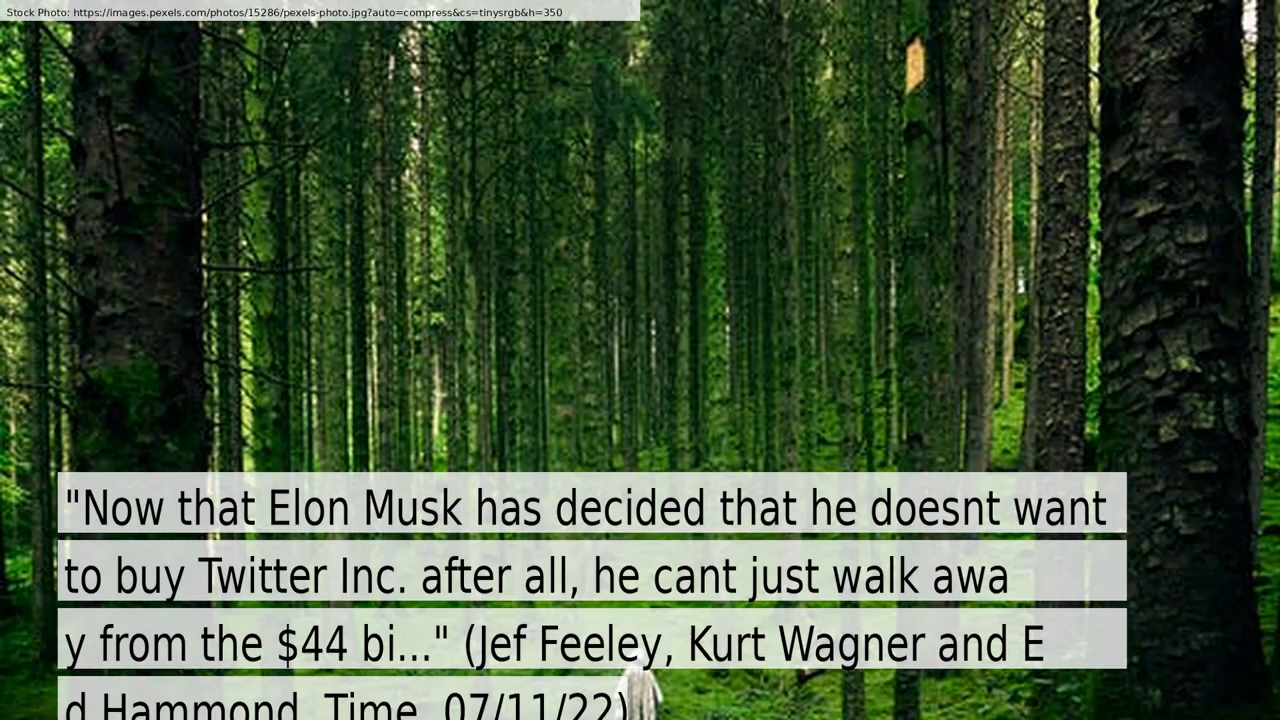 Stock Photo: https://images.pexels.com/photos/15286/pexels-photo.jpg?auto=compress&cs=tinysrgb&h=350
"Now that Elon Musk has decided that he doesnt want
to buy Twitter Inc. after all, he cant just walk awa
y from the $44 bi..." (Jef Feeley, Kurt Wagner and E
d Hammond, Time, 07/11/22)